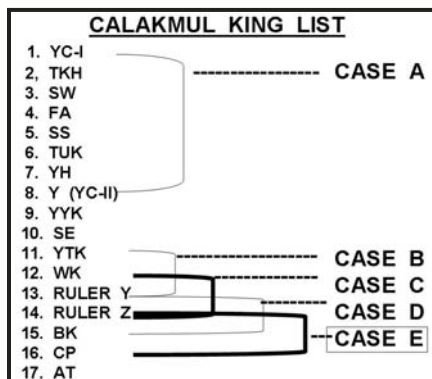 CALAKMUL KING LIST
1. YC-I
2, TKH
3. SW
4. FA
5. SS
6. TUK
7. YH
8. Y (YC-II)
9. YYK
10. SE
11. YTK
12. WK
13. RULER Y
14. RULER Z
15. BK
16. CP
17. AT
CASE A
CASE B
CASE C
CASE D
CASE E